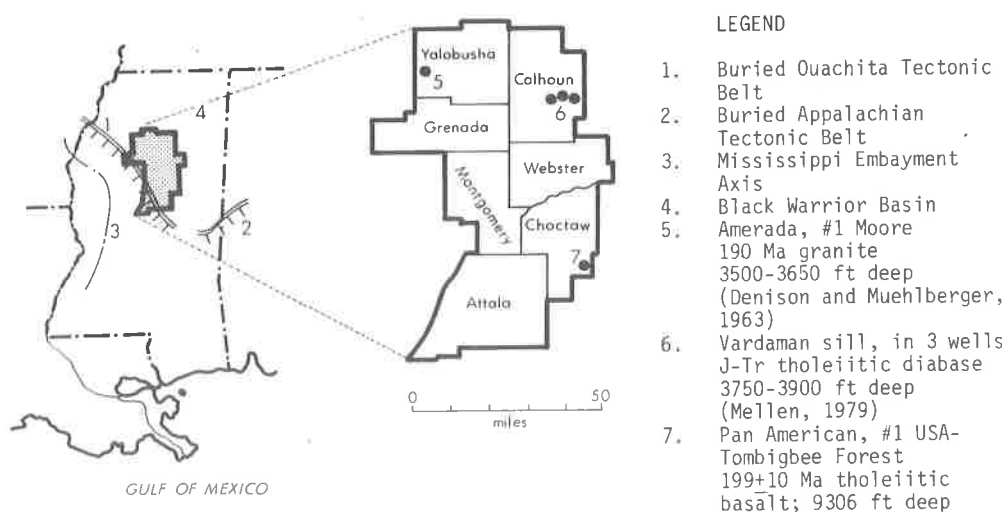 4
3
2
GULF OF MEXICO
Yalobusha
5
Calhoun
6
Grenada
Webster
Montgomery
Choctaw
7
Attala
0 50
miles
LEGEND
1. Buried Ouachita Tectonic
Belt
2. Buried Appalachian
Tectonic Belt
3. Mississippi Embayment
Axis
4. Black Warrior Basin
5. Amerada, #1 Moore
190 Ma granite
3500-3650 ft deep
(Denison and Muehlberger,
1963)
6. Vardaman sill, in 3 wells
J-Tr tholeiitic diabase
3750-3900 ft deep
(Mellen, 1979)
7. Pan American, #1 USA-
Tombigbee Forest
199±10 Ma tholeiitic
basalt; 9306 ft deep